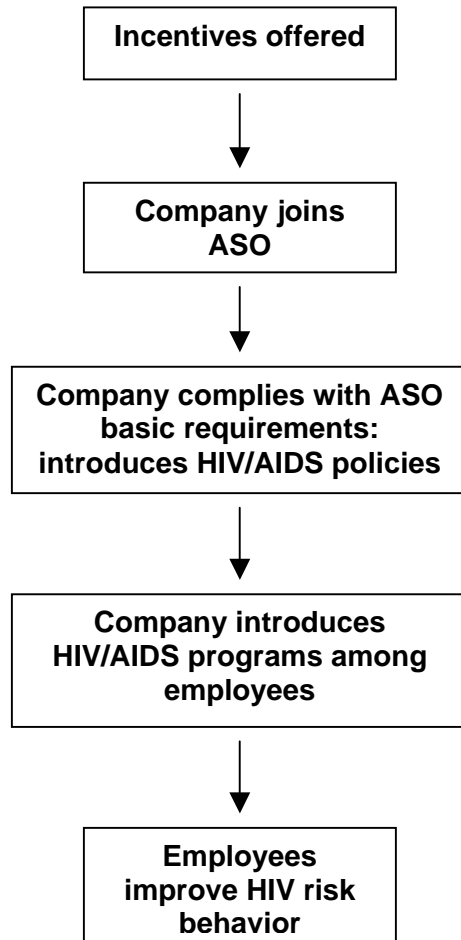 Incentives offered
Company joins
ASO
Company complies with ASO
basic requirements:
introduces HIV/AIDS policies
Company introduces
HIV/AIDS programs among
employees
Employees
improve HIV risk
behavior